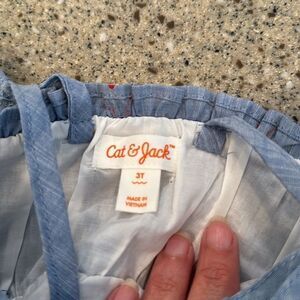 Cat & Jack™
3T
MADE IN
VIETNAM